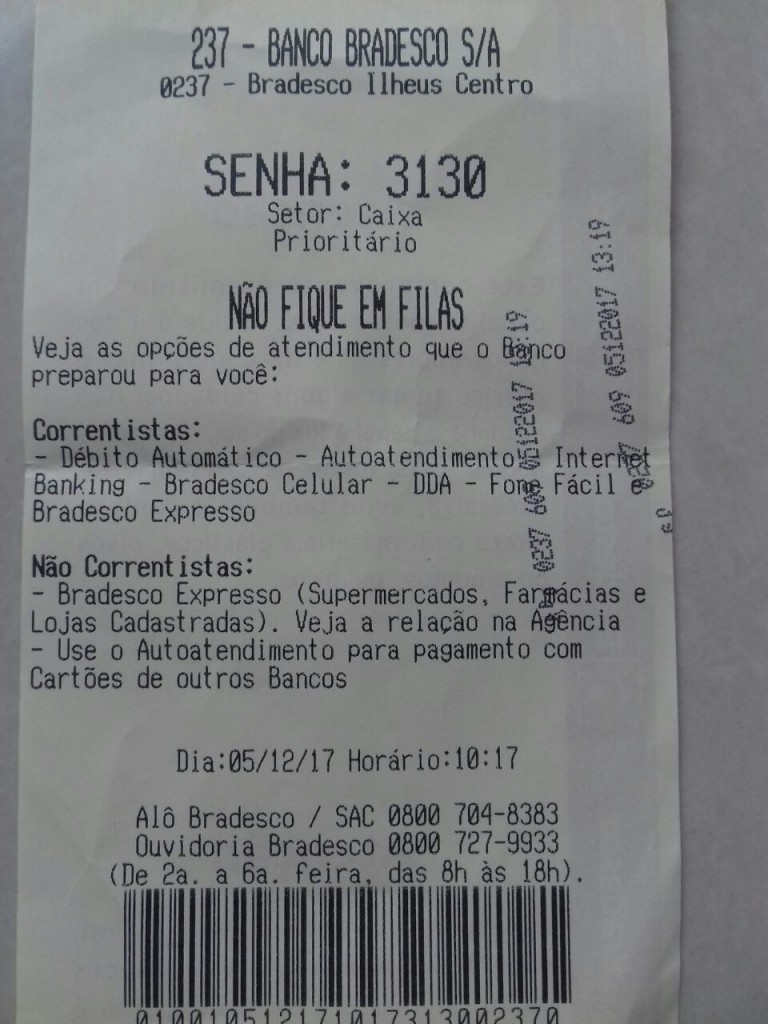 237 - BANCO BRADESCO S/A
0237 - Bradesco Ilheus Centro
SENHA: 3130
Setor: Caixa
Prioritário
NÃO FIQUE EM FILAS
Veja as opções de atendimento que o Banco
preparou para você:
Correntistas:
- Débito Automático - Autoatendimento - Internet
Banking - Bradesco Celular - DDA - Fone Fácil e
Bradesco Expresso
Não Correntistas:
- Bradesco Expresso (Supermercados, Farmácias e
Lojas Cadastradas). Veja a relação na Agência
- Use o Autoatendimento para pagamento com
Cartões de outros Bancos
Dia:05/12/17 Horário:10:17
Alô Bradesco / SAC 0800 704-8383
Ouvidoria Bradesco 0800 727-9933
(De 2a. a 6a. feira, das 8h às 18h).
010010512171017313002370
0237 609 05122017 13:19
0237 609 05122017 13:19